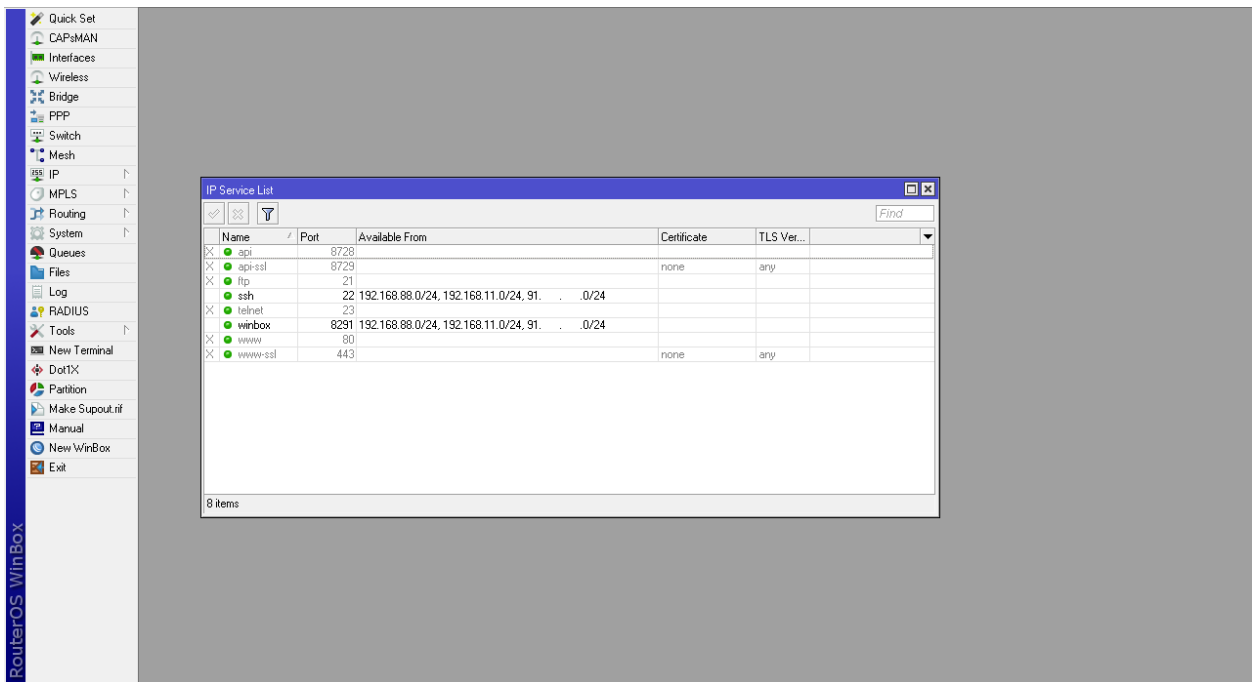 Quick Set
CAPsMAN
Interfaces
Wireless
Bridge
PPP
Switch
Mesh
IP
MPLS
Routing
System
Queues
Files
Log
RADIUS
Tools
New Terminal
Dot1X
Partition
Make Supout.rif
Manual
New WinBox
Exit
RouterOS WinBox
IP Service List
Find
Name Port Available From Certificate TLS Ver...
X api 8728
X api-ssl 8729 none any
X ftp 21
ssh 22 192.168.88.0/24, 192.168.11.0/24, 91. . .0/24
X telnet 23
winbox 8291 192.168.88.0/24, 192.168.11.0/24, 91. . .0/24
X www 80
X www-ssl 443 none any
8 items